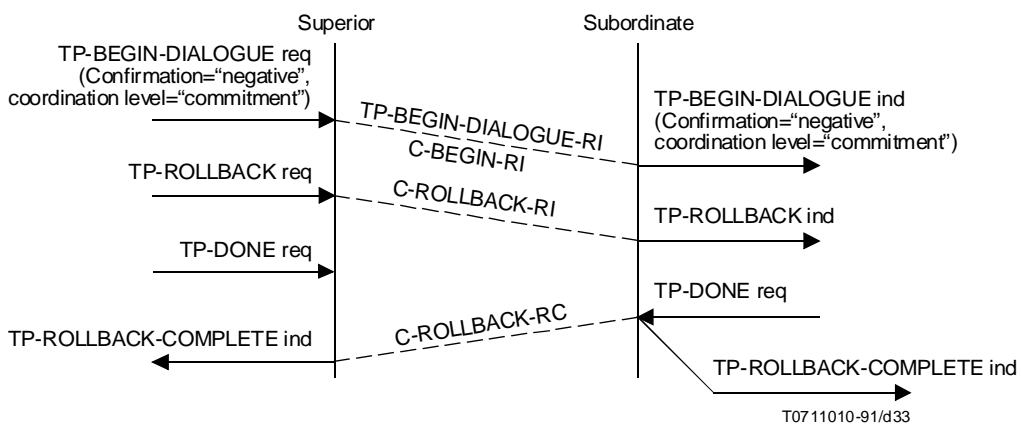 Superior
Subordinate
TP-BEGIN-DIALOGUE req
(Confirmation=“negative”,
coordination level=“commitment”)
TP-BEGIN-DIALOGUE-RI
C-BEGIN-RI
TP-BEGIN-DIALOGUE ind
(Confirmation=“negative”,
coordination level=“commitment”)
TP-ROLLBACK req
C-ROLLBACK-RI
TP-ROLLBACK ind
TP-DONE req
TP-DONE req
C-ROLLBACK-RC
TP-ROLLBACK-COMPLETE ind
TP-ROLLBACK-COMPLETE ind
T0711010-91/d33